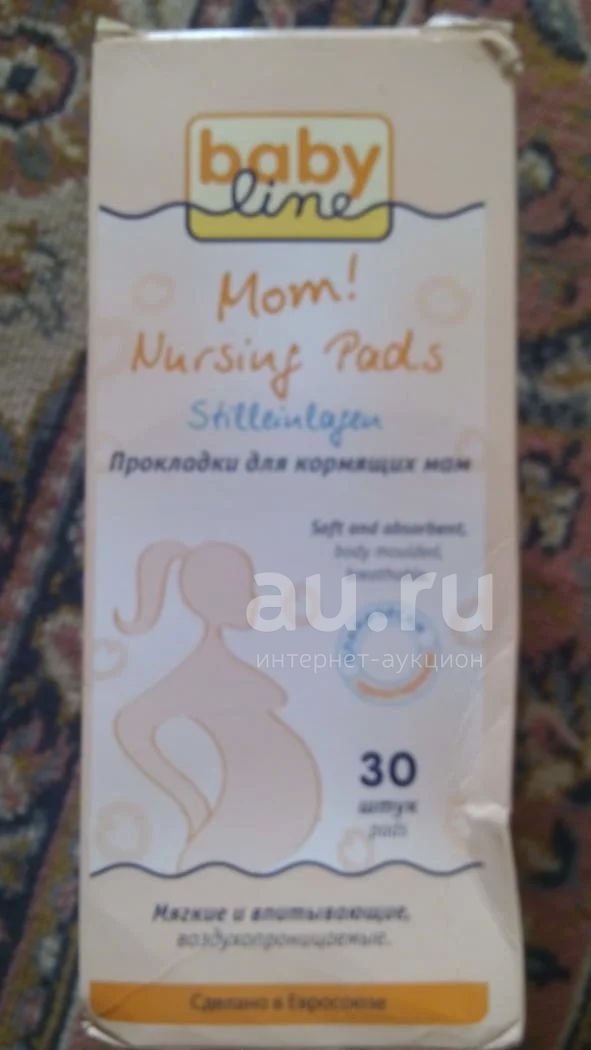 baby
line
Mom!
Nursing Pads
Stilleinlagen
Прокладки для кормящих мам
Soft and absorbent,
body moulded,
breathable
au.ru
интернет-аукцион
30
штук
pads
Мягкие и впитывающие,
воздухопроницаемые.
Сделано в Евросоюзе